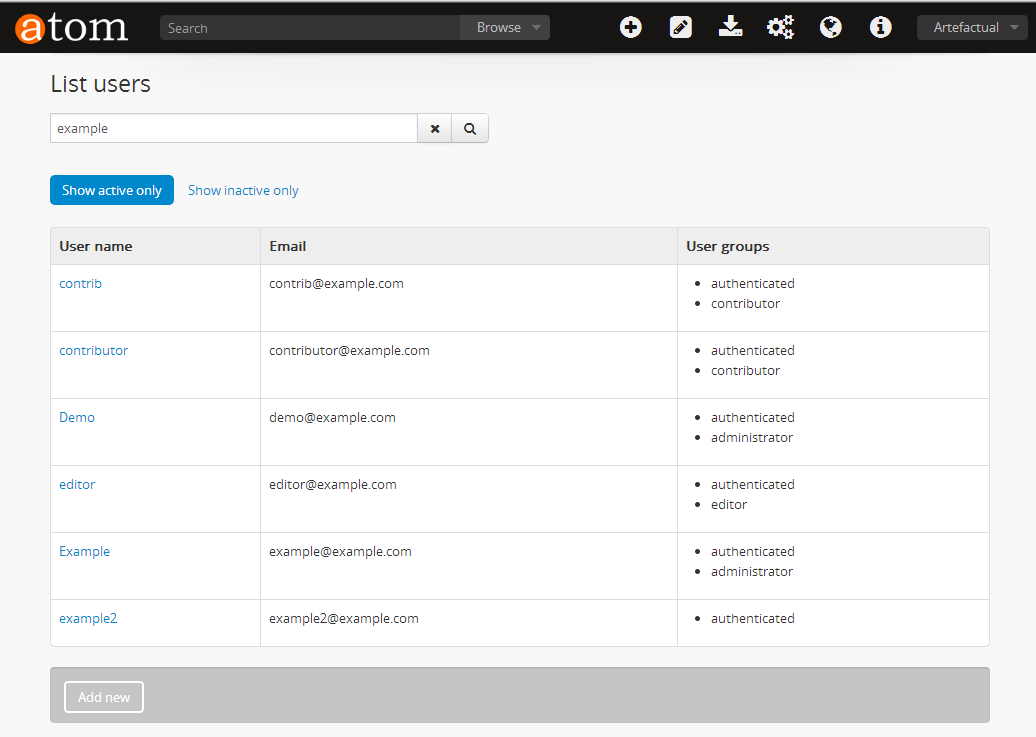 atom Search Browse Artefactual
List users
example
Show active only Show inactive only
User name Email User groups
contrib contrib@example.com authenticated
contributor
contributor contributor@example.com authenticated
contributor
Demo demo@example.com authenticated
administrator
editor editor@example.com authenticated
editor
Example example@example.com authenticated
administrator
example2 example2@example.com authenticated
Add new